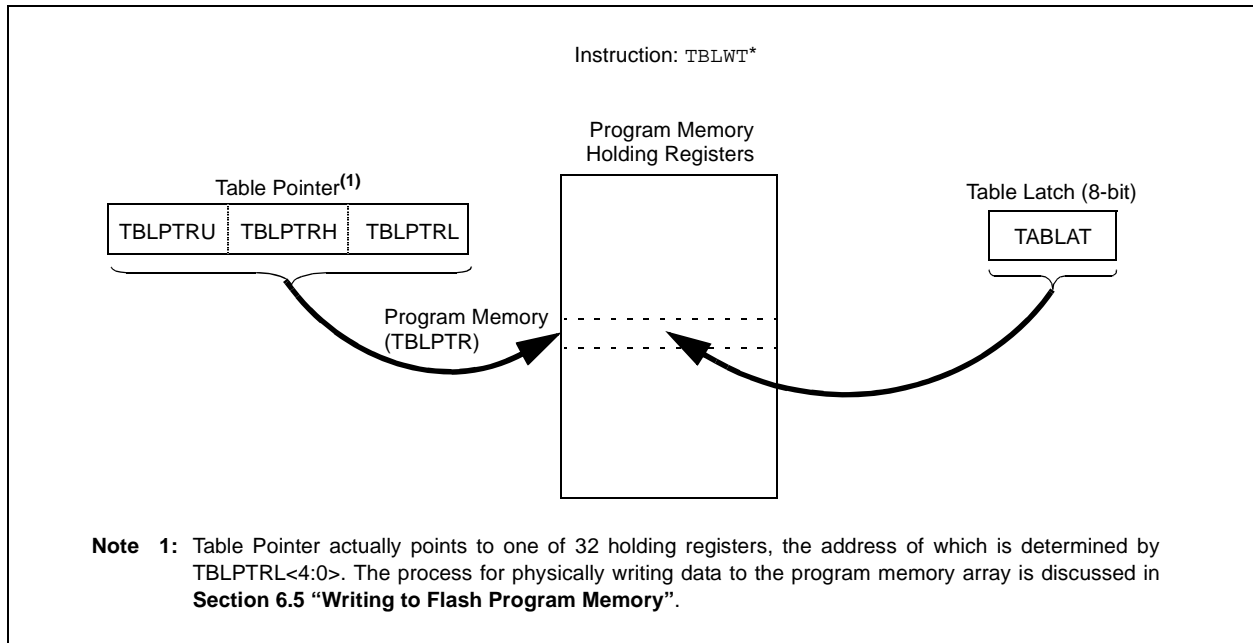 Instruction: TBLWT*
Program Memory
Holding Registers
Table Pointer(1)
Table Latch (8-bit)
TBLPTRU TBLPTRH TBLPTRL
TABLAT
Program Memory
(TBLPTR)
Note 1: Table Pointer actually points to one of 32 holding registers, the address of which is determined by
TBLPTRL<4:0>. The process for physically writing data to the program memory array is discussed in
Section 6.5 “Writing to Flash Program Memory”.